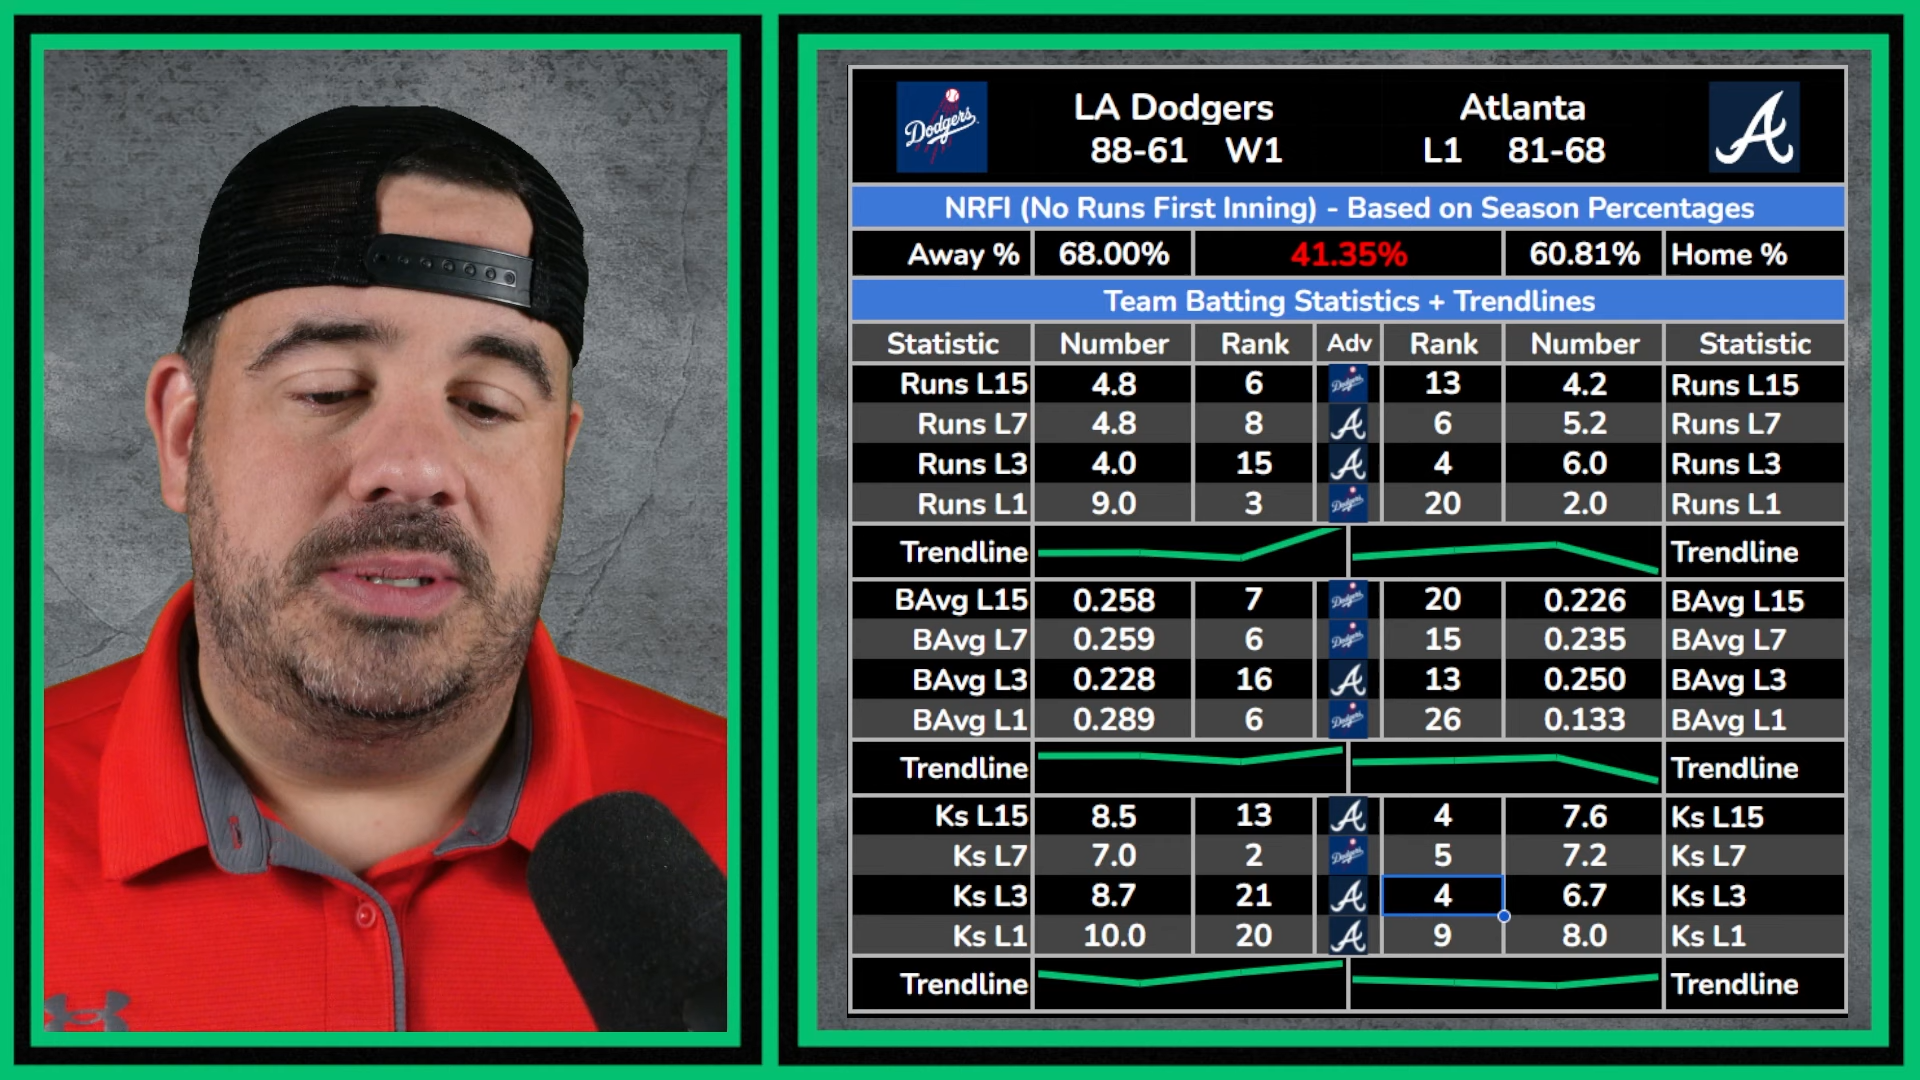 Dodgers
LA Dodgers Atlanta
88-61 W1 L1 81-68
NRFI (No Runs First Inning) - Based on Season Percentages
Away % 68.00% 41.35% 60.81% Home %
Team Batting Statistics + Trendlines
Statistic Number Rank Adv Rank Number Statistic
Runs L15 4.8 6 Dodgers 13 4.2 Runs L15
Runs L7 4.8 8 A 6 5.2 Runs L7
Runs L3 4.0 15 A 4 6.0 Runs L3
Runs L1 9.0 3 Dodgers 20 2.0 Runs L1
Trendline Trendline
BAvg L15 0.258 7 Dodgers 20 0.226 BAvg L15
BAvg L7 0.259 6 Dodgers 15 0.235 BAvg L7
BAvg L3 0.228 16 A 13 0.250 BAvg L3
BAvg L1 0.289 6 Dodgers 26 0.133 BAvg L1
Trendline Trendline
Ks L15 8.5 13 A 4 7.6 Ks L15
Ks L7 7.0 2 Dodgers 5 7.2 Ks L7
Ks L3 8.7 21 A 4 6.7 Ks L3
Ks L1 10.0 20 A 9 8.0 Ks L1
Trendline Trendline
A